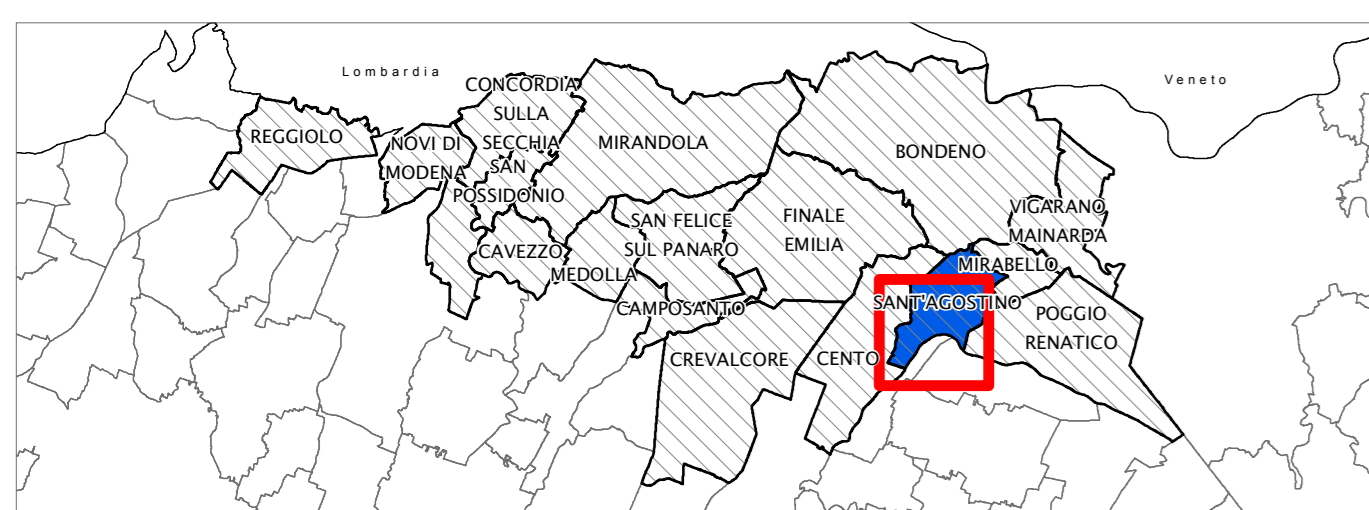 Lombardia
Veneto
CONCORDIA
SULLA
SECCHIA
REGGIOLO
NOVI DI
MODENA
SAN
POSSIDONIO
MIRANDOLA
BONDENO
VIGARANO
MAINARDA
SAN FELICE
SUL PANARO
FINALE
EMILIA
CAVEZZO
MEDOLLA
MIRABELLO
CAMPOSANTO
SANT'AGOSTINO
POGGIO
RENATICO
CREVALCORE
CENTO